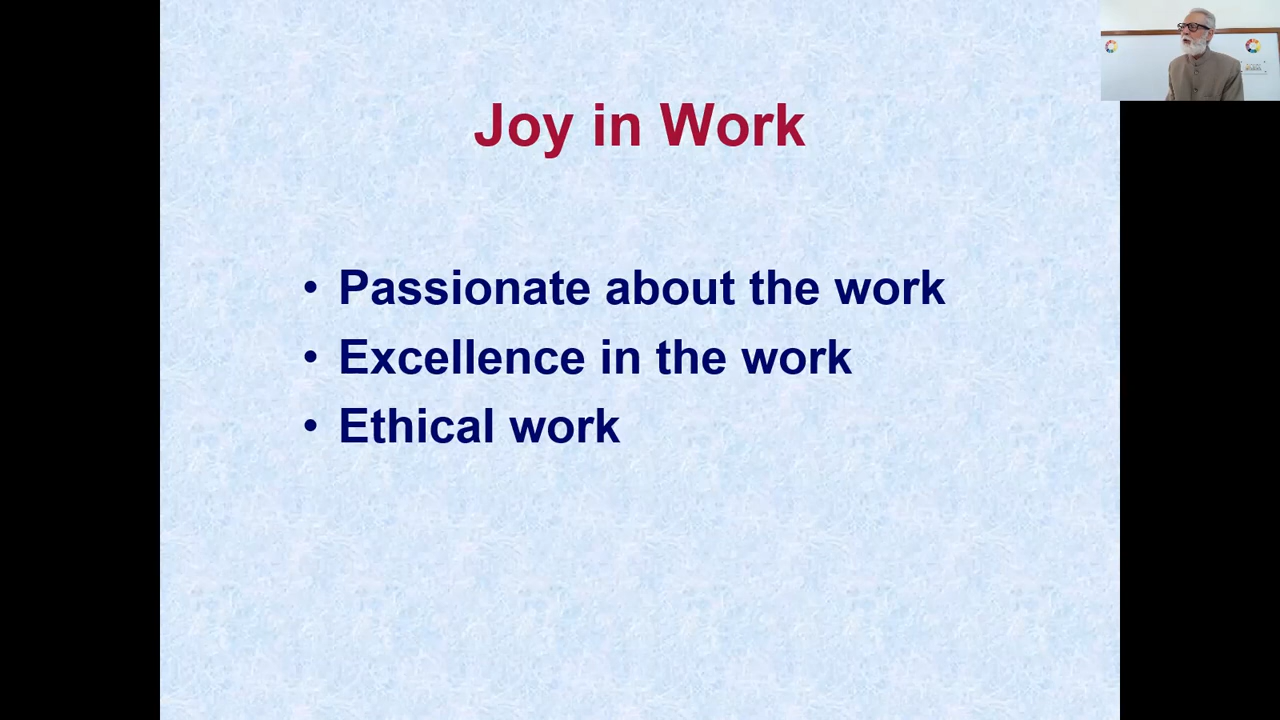 Joy in Work
• Passionate about the work
• Excellence in the work
• Ethical work